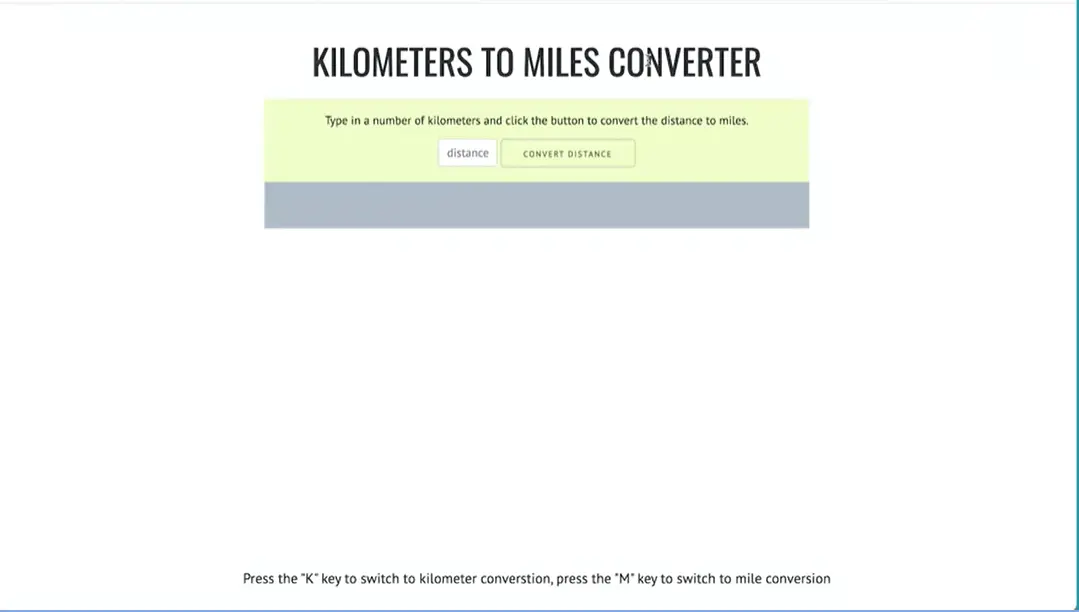 KILOMETERS TO MILES CONVERTER
Type in a number of kilometers and click the button to convert the distance to miles.
distance CONVERT DISTANCE
Press the "K" key to switch to kilometer converstion, press the "M" key to switch to mile conversion